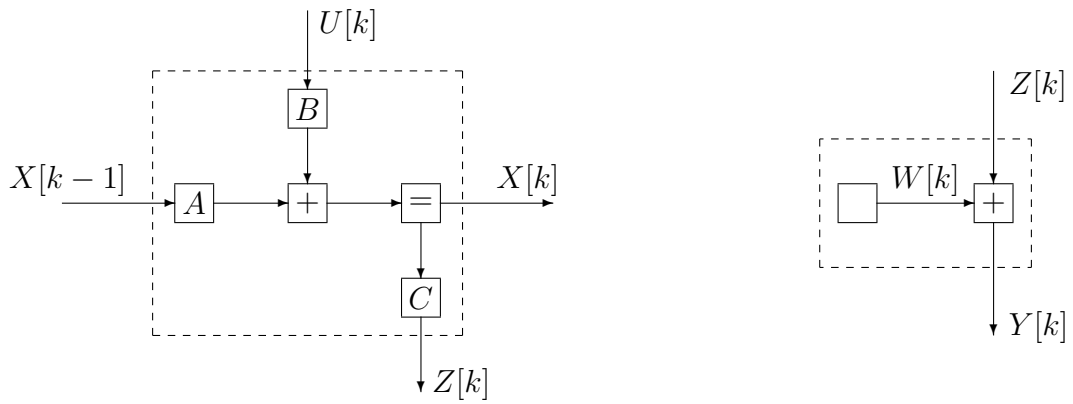 U[k]
B
X[k−1]
A
+
=
X[k]
C
Z[k]
Z[k]
W[k]
+
Y[k]